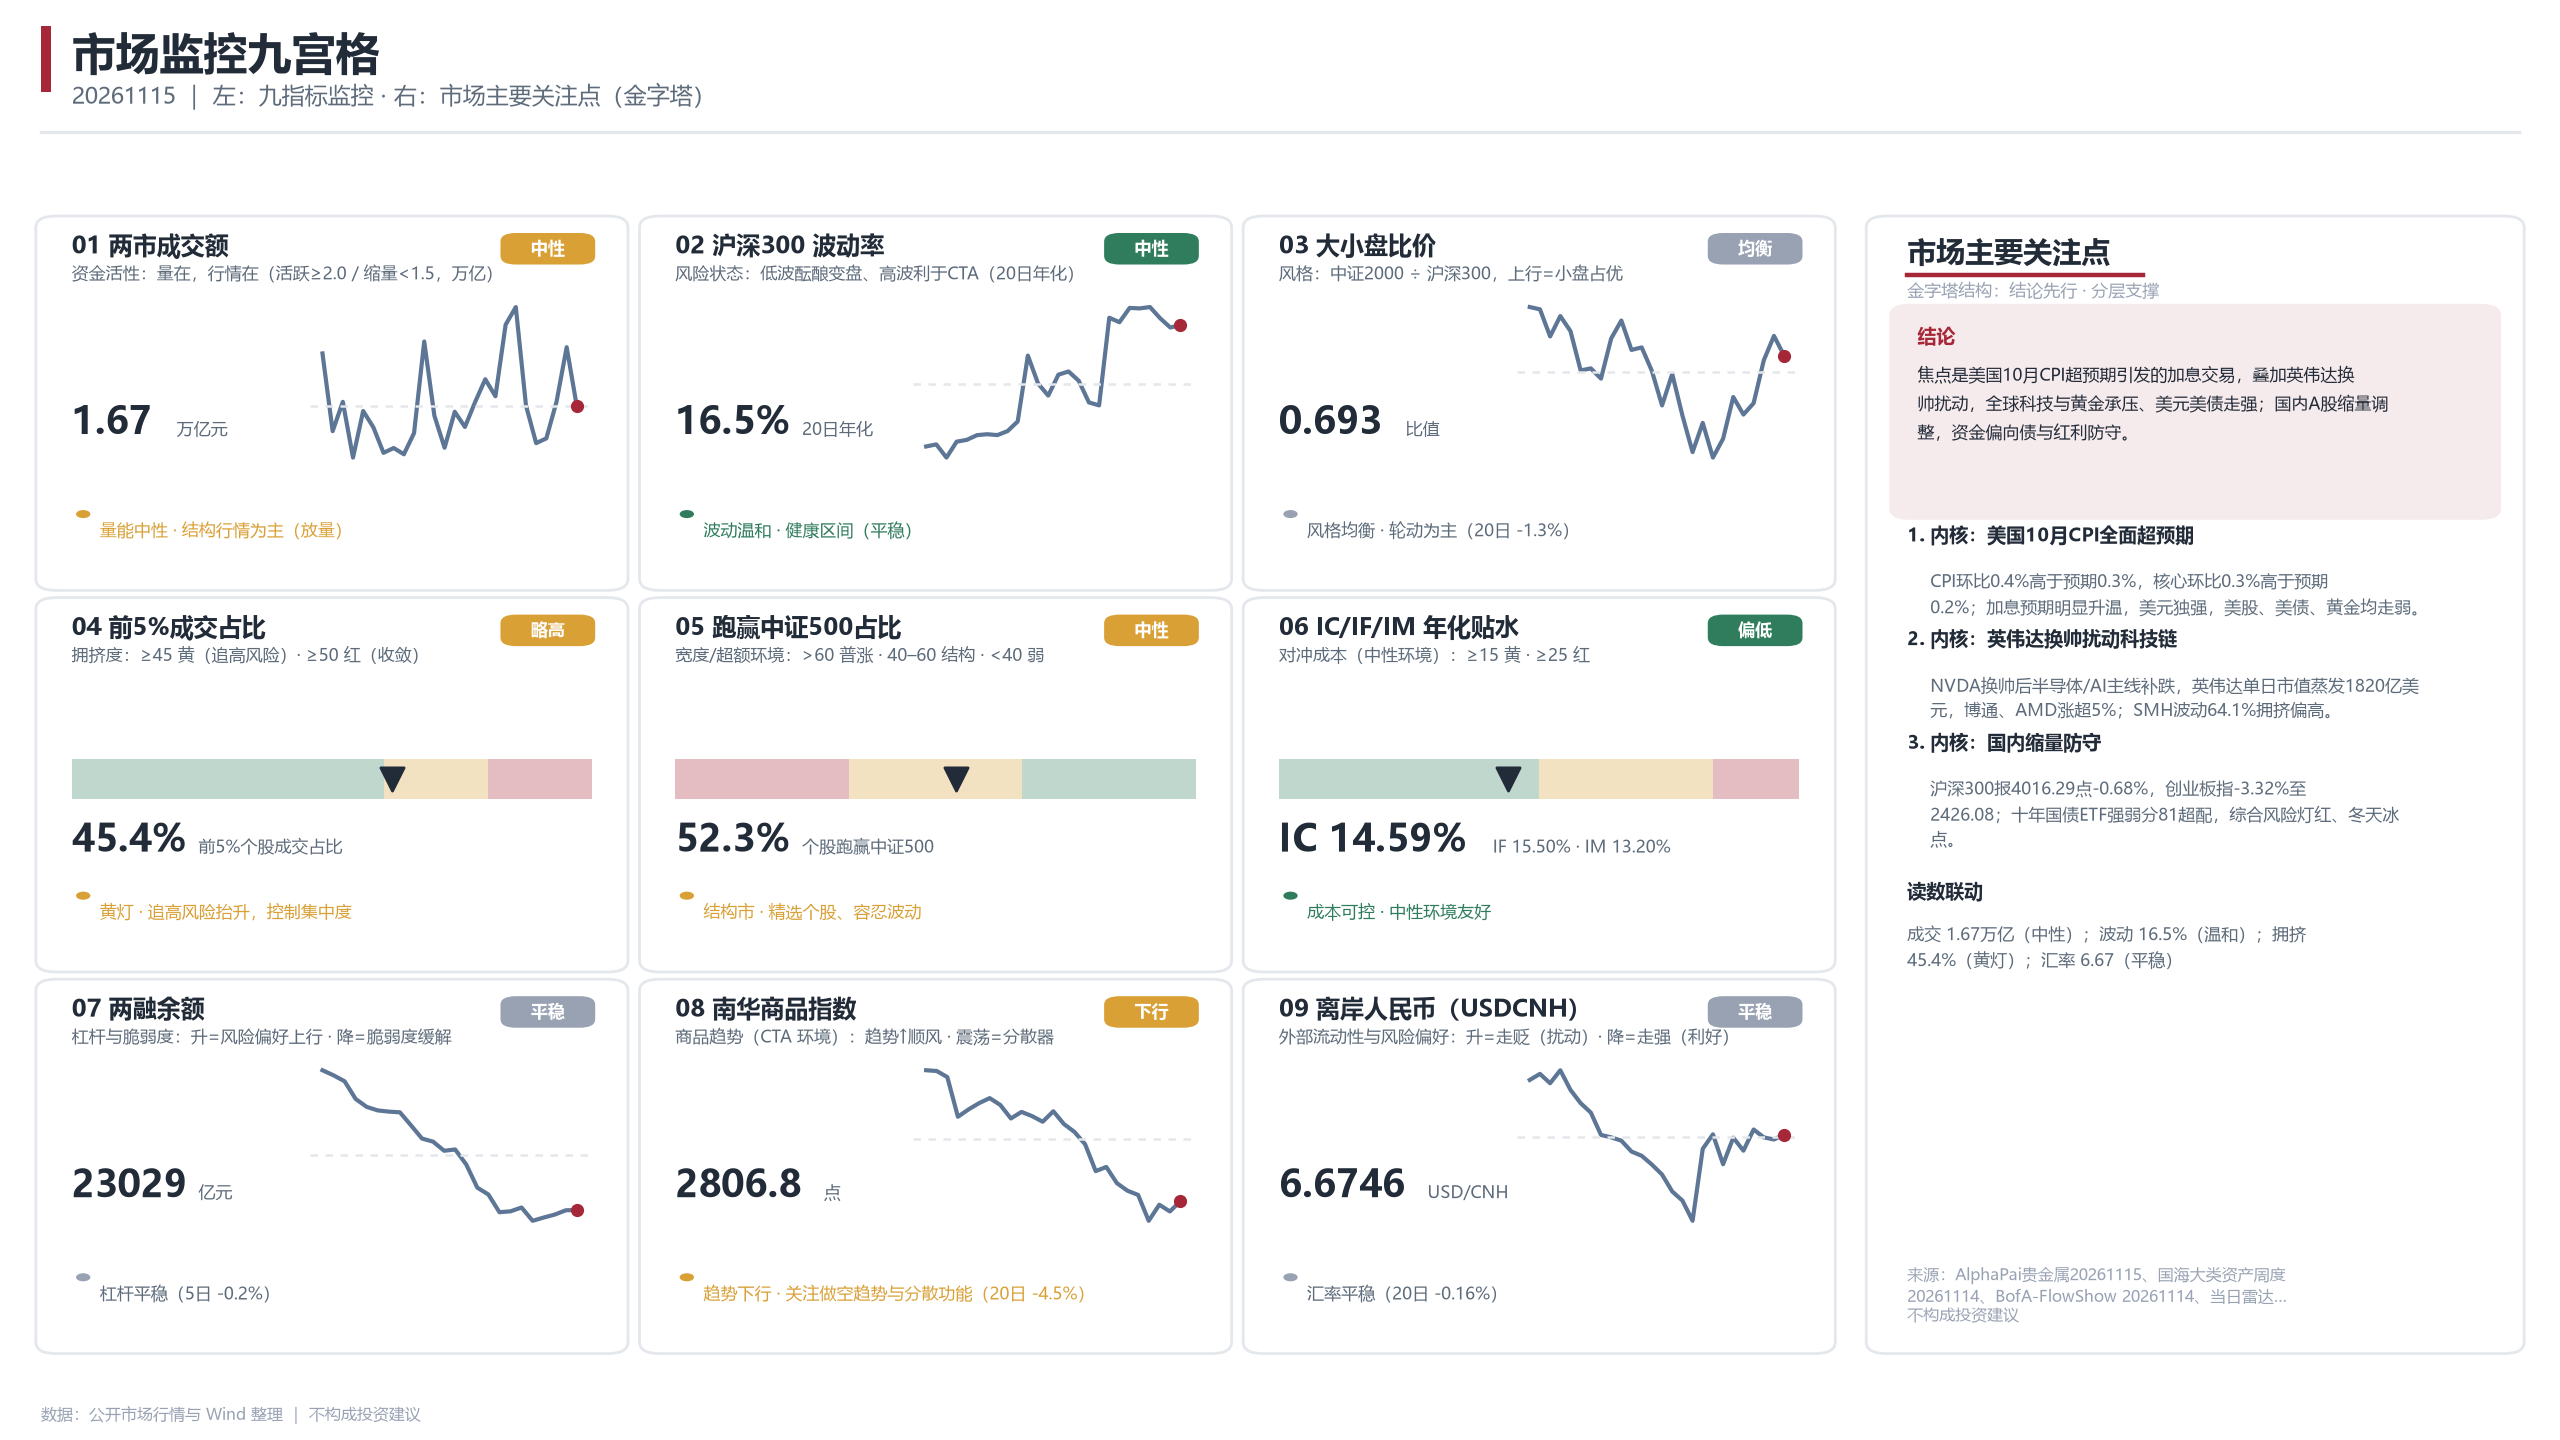 市场监控九宫格
20261115 ｜ 左：九指标监控 · 右：市场主要关注点（金字塔）
01 两市成交额
中性
资金活性：量在，行情在（活跃≥2.0 / 缩量<1.5，万亿）
1.67 万亿元
量能中性 · 结构行情为主（放量）
02 沪深300 波动率
中性
风险状态：低波酝酿变盘、高波利于CTA（20日年化）
16.5% 20日年化
波动温和 · 健康区间（平稳）
03 大小盘比价
均衡
风格：中证2000 ÷ 沪深300，上行=小盘占优
0.693 比值
风格均衡 · 轮动为主（20日 -1.3%）
04 前5%成交占比
略高
拥挤度：≥45 黄（追高风险）· ≥50 红（收敛）
45.4% 前5%个股成交占比
黄灯 · 追高风险抬升，控制集中度
05 跑赢中证500占比
中性
宽度/超额环境：>60 普涨 · 40–60 结构 · <40 弱
52.3% 个股跑赢中证500
结构市 · 精选个股、容忍波动
06 IC/IF/IM 年化贴水
偏低
对冲成本（中性环境）：≥15 黄 · ≥25 红
IC 14.59% IF 15.50% · IM 13.20%
成本可控 · 中性环境友好
07 两融余额
平稳
杠杆与脆弱度：升=风险偏好上行 · 降=脆弱度缓解
23029 亿元
杠杆平稳（5日 -0.2%）
08 南华商品指数
下行
商品趋势（CTA 环境）：趋势↑顺风 · 震荡=分散器
2806.8 点
趋势下行 · 关注做空趋势与分散功能（20日 -4.5%）
09 离岸人民币（USDCNH）
平稳
外部流动性与风险偏好：升=走贬（扰动）· 降=走强（利好）
6.6746 USD/CNH
汇率平稳（20日 -0.16%）
市场主要关注点
金字塔结构：结论先行 · 分层支撑
结论
焦点是美国10月CPI超预期引发的加息交易，叠加英伟达换
帅扰动，全球科技与黄金承压、美元美债走强；国内A股缩量调
整，资金偏向债与红利防守。
1. 内核：美国10月CPI全面超预期
CPI环比0.4%高于预期0.3%，核心环比0.3%高于预期
0.2%；加息预期明显升温，美元独强，美股、美债、黄金均走弱。
2. 内核：英伟达换帅扰动科技链
NVDA换帅后半导体/AI主线补跌，英伟达单日市值蒸发1820亿美
元，博通、AMD涨超5%；SMH波动64.1%拥挤偏高。
3. 内核：国内缩量防守
沪深300报4016.29点-0.68%，创业板指-3.32%至
2426.08；十年国债ETF强弱分81超配，综合风险灯红、冬天冰
点。
读数联动
成交 1.67万亿（中性）；波动 16.5%（温和）；拥挤
45.4%（黄灯）；汇率 6.67（平稳）
来源：AlphaPai贵金属20261115、国海大类资产周度
20261114、BofA-FlowShow 20261114、当日雷达…
不构成投资建议
数据：公开市场行情与 Wind 整理 ｜ 不构成投资建议